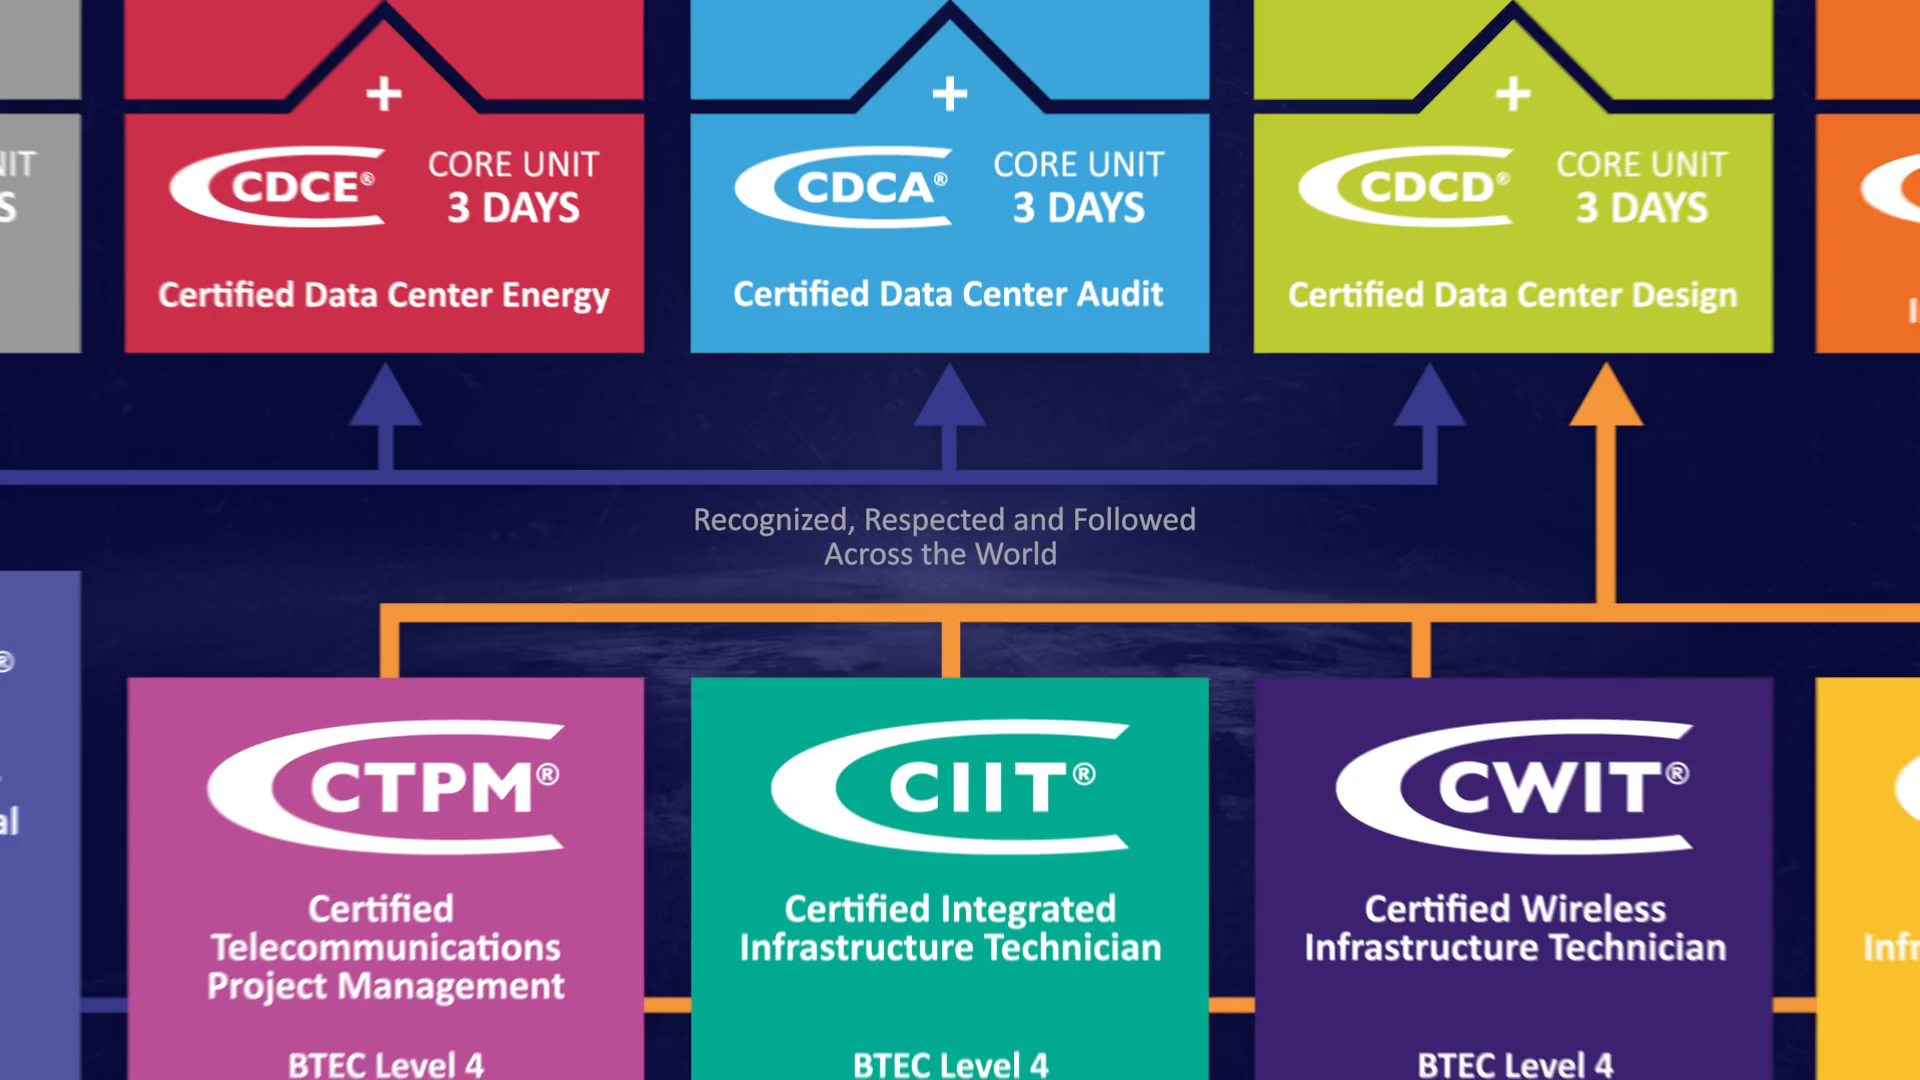 +
+
+
CDCE®
CORE UNIT
3 DAYS
Certified Data Center Energy
CDCA®
CORE UNIT
3 DAYS
Certified Data Center Audit
CDCD®
CORE UNIT
3 DAYS
Certified Data Center Design
Recognized, Respected and Followed
Across the World
CTPM®
Certified
Telecommunications
Project Management
BTEC Level 4
CIIT®
Certified Integrated
Infrastructure Technician
BTEC Level 4
CWIT®
Certified Wireless
Infrastructure Technician
BTEC Level 4